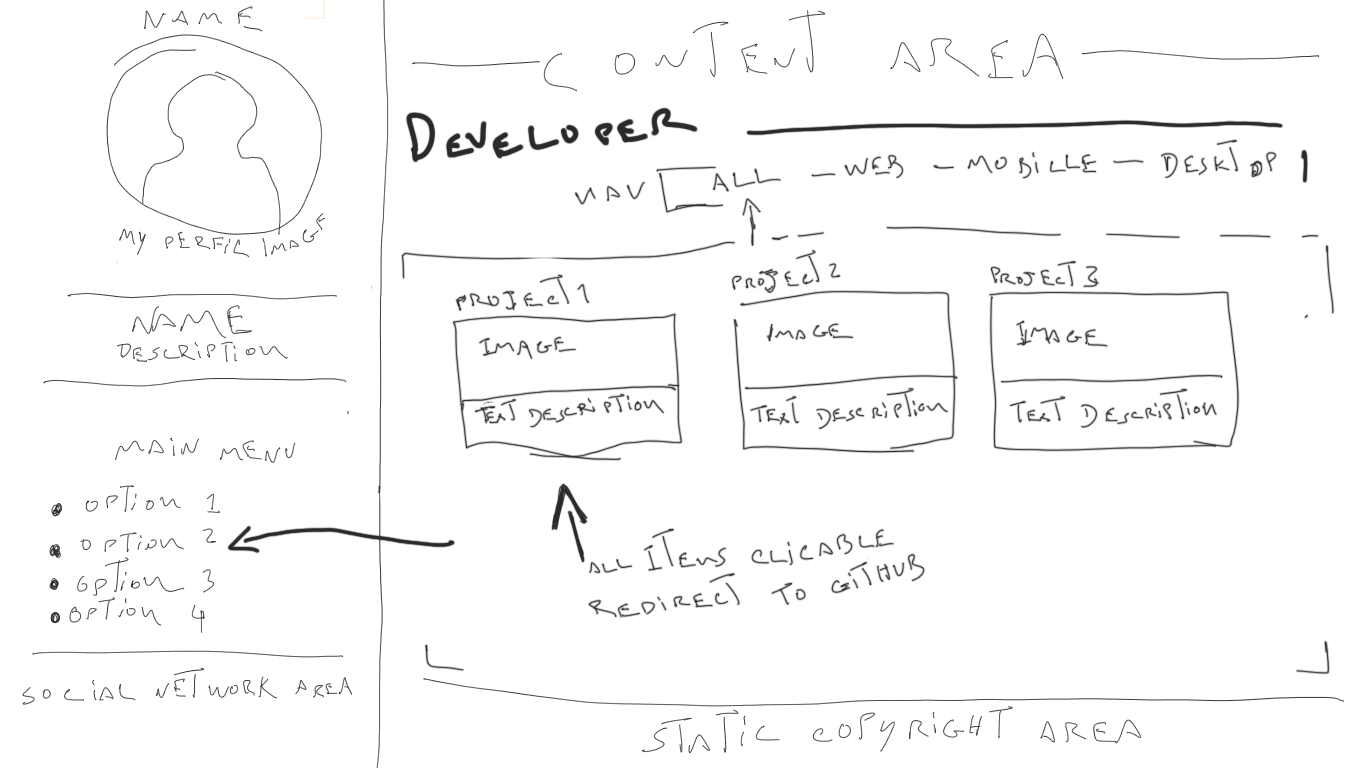 NAME
MY PERFIL IMAGE
NAME
DESCRIPTION
MAIN MENU
OPTION 1
OPTION 2
OPTION 3
OPTION 4
SOCIAL NETWORK AREA
CONTENT AREA
DEVELOPER
NAV ALL - WEB - MOBILLE - DESKTOP
PROJECT 1
IMAGE
TEXT DESCRIPTION
PROJECT 2
IMAGE
TEXT DESCRIPTION
PROJECT 3
IMAGE
TEXT DESCRIPTION
ALL ITENS CLICABLE
REDIRECT TO GITHUB
STATIC COPYRIGHT AREA